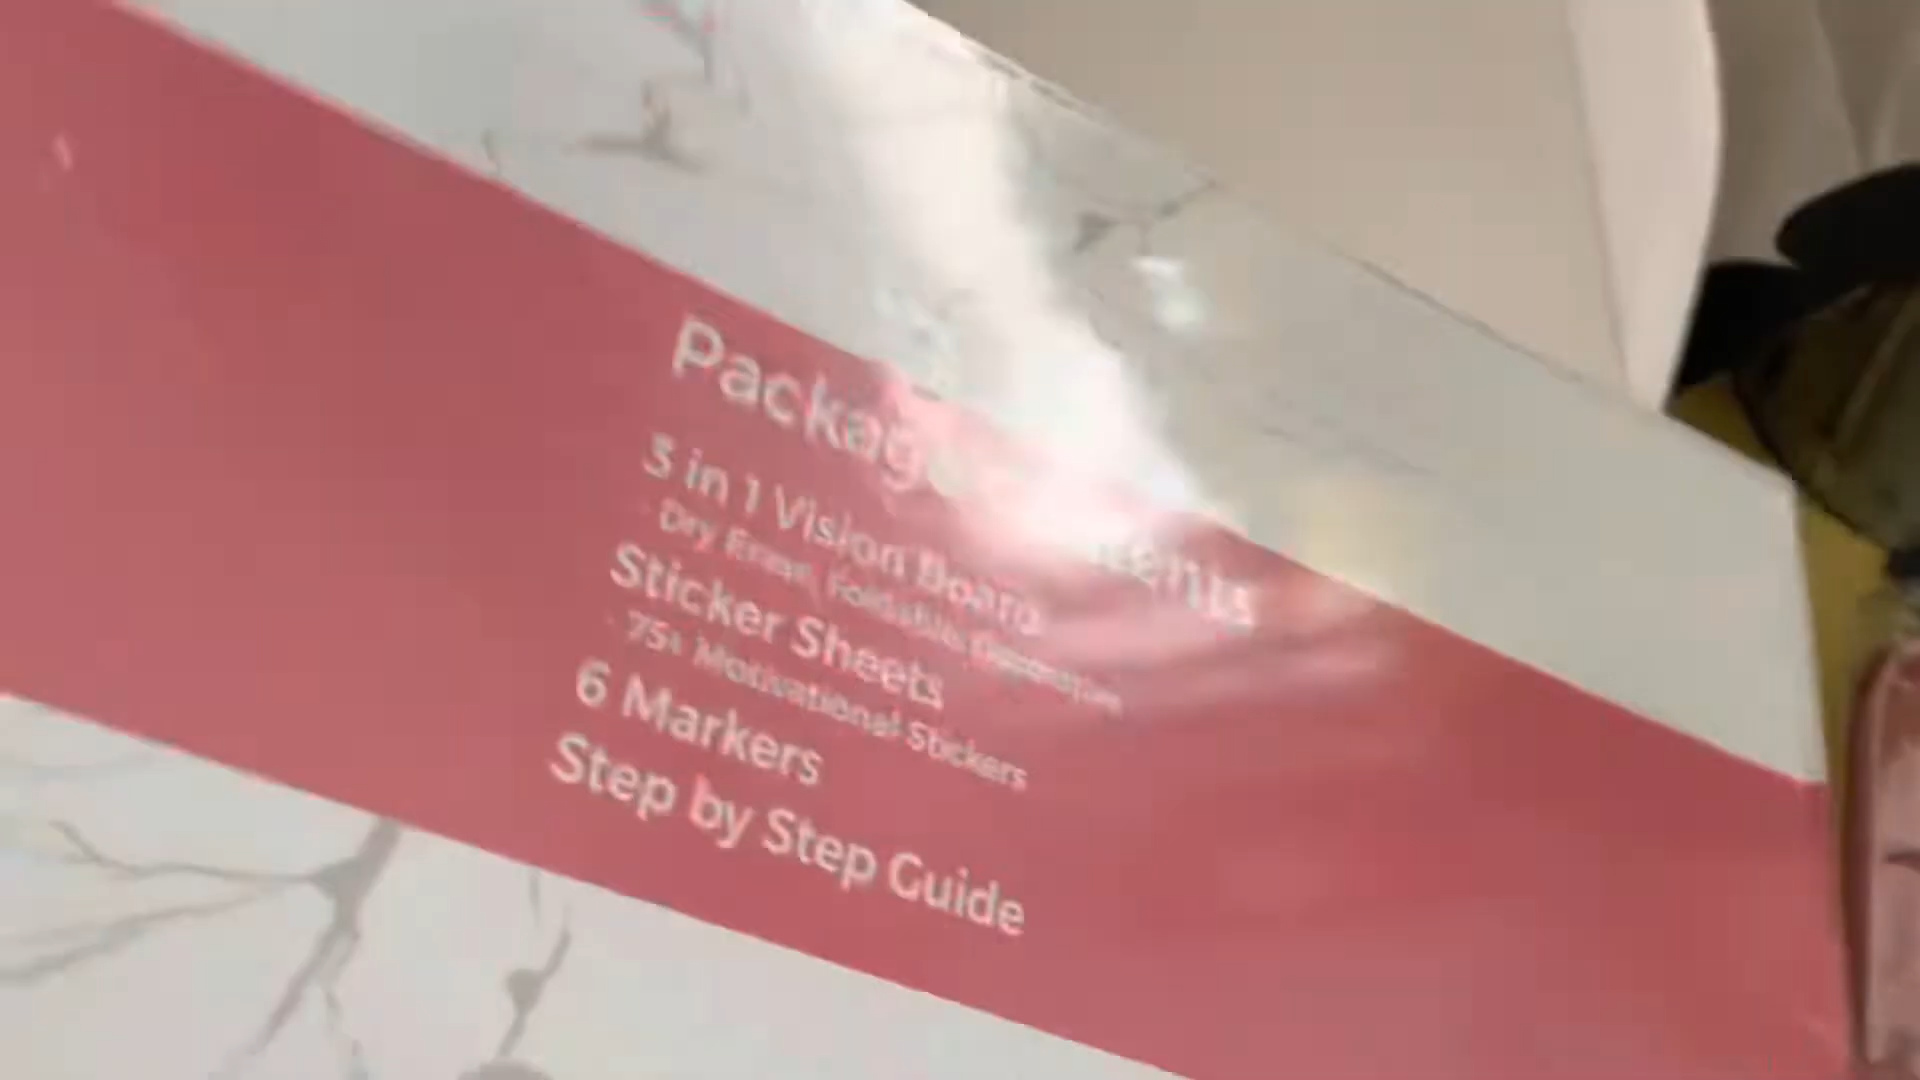 Package
3 in 1 Vision Board
Dry Erase, Foldable,
Sticker Sheets
75+ Motivational Stickers
6 Markers
Step by Step Guide